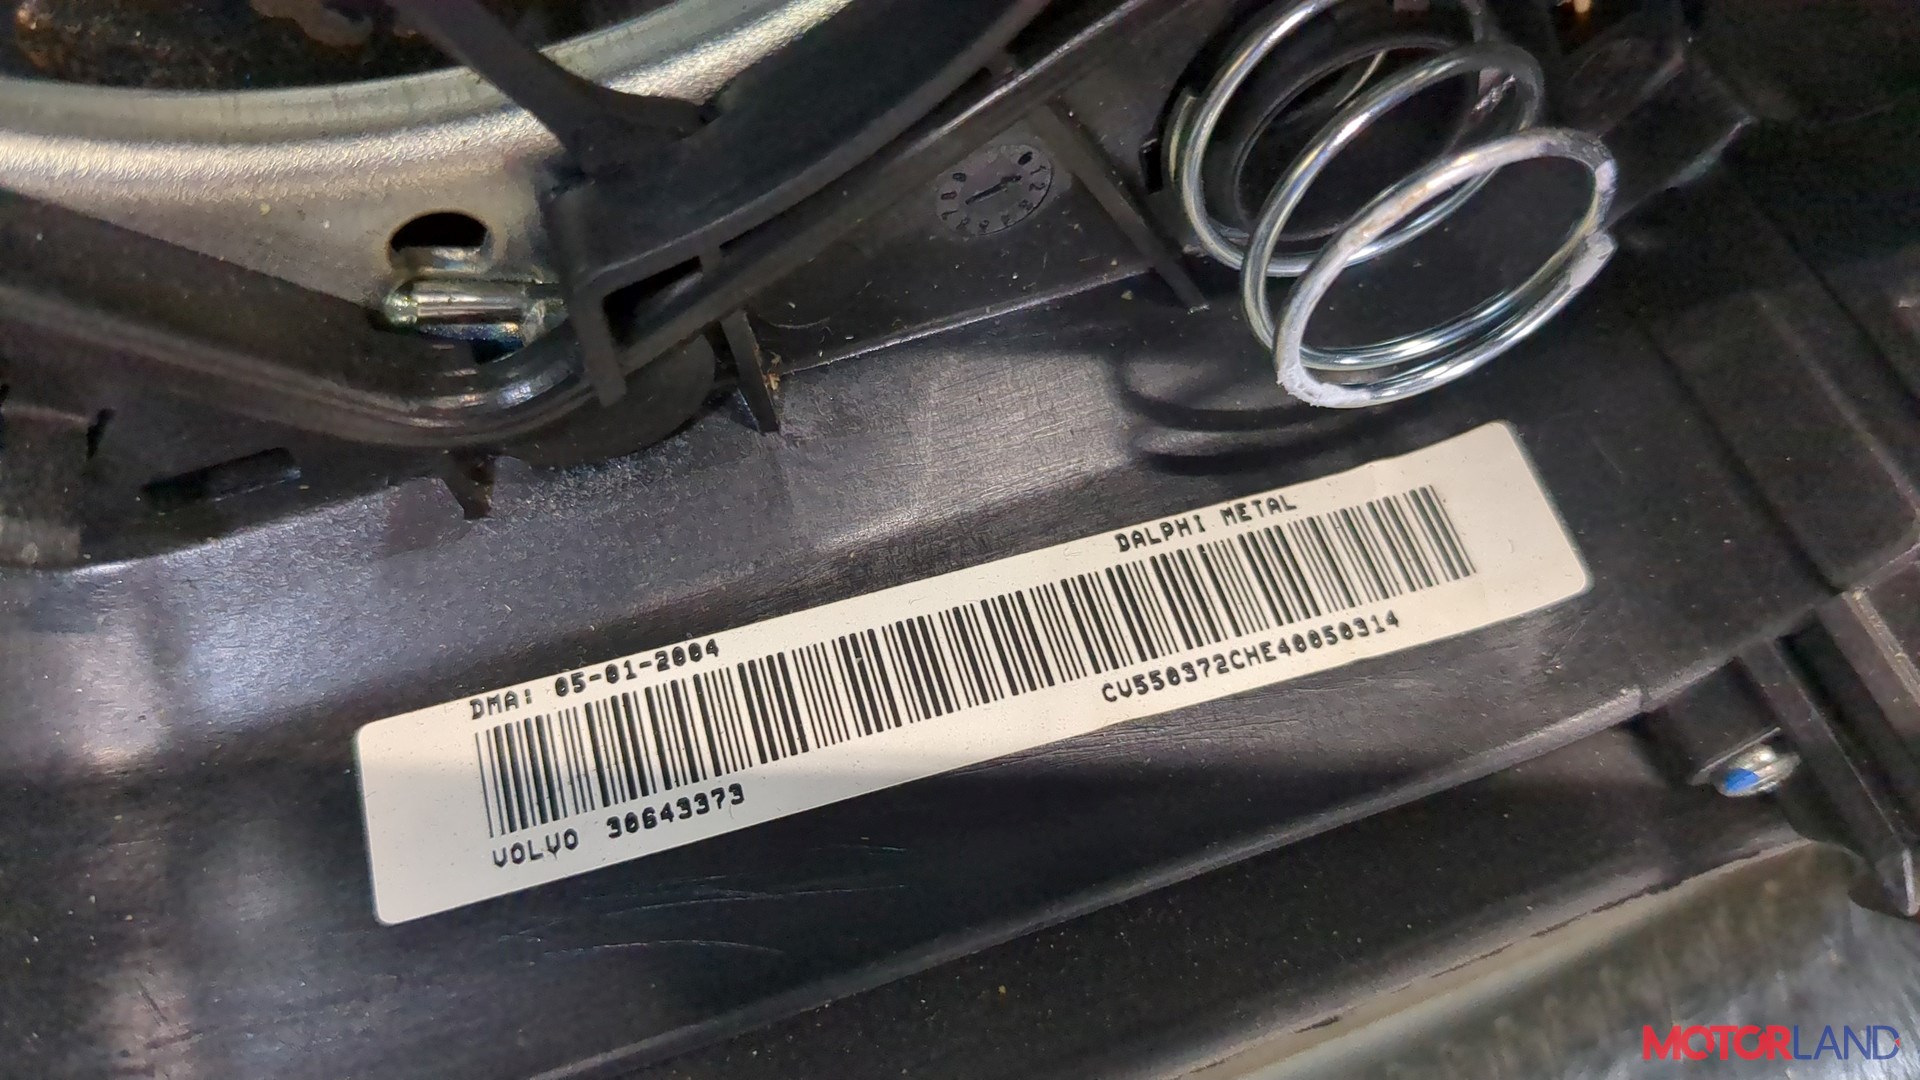 DALPHI METAL
DMA: 05-01-2004
CV550372CHE40050314
VOLVO 30643373
MOTORLAND